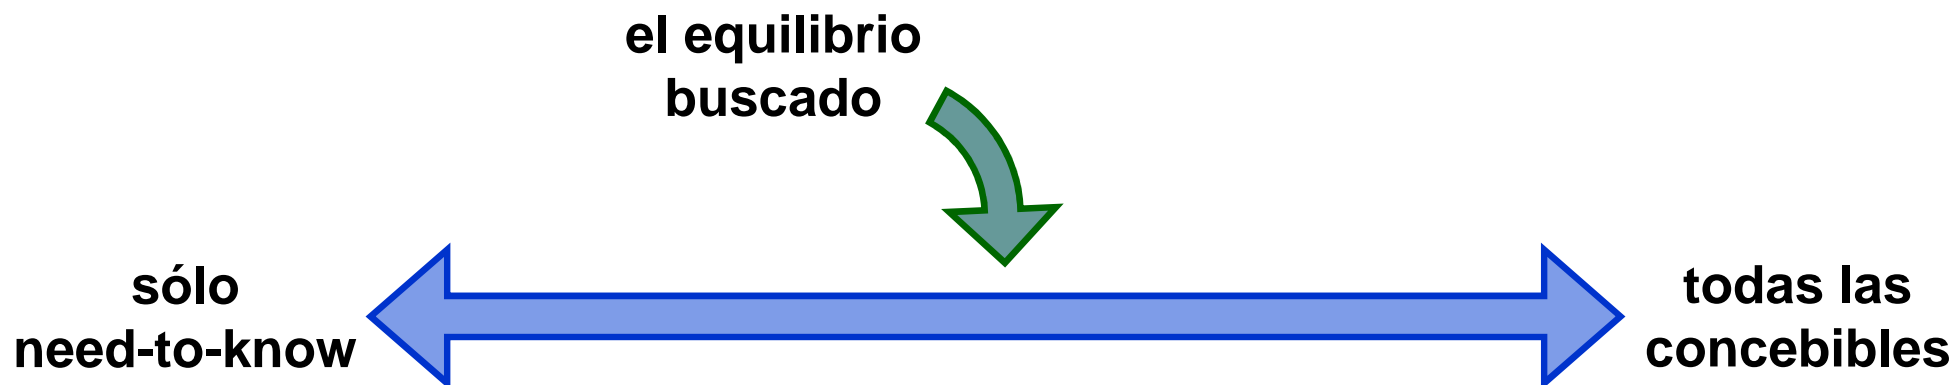 el equilibrio
buscado
sólo
need-to-know
todas las
concebibles